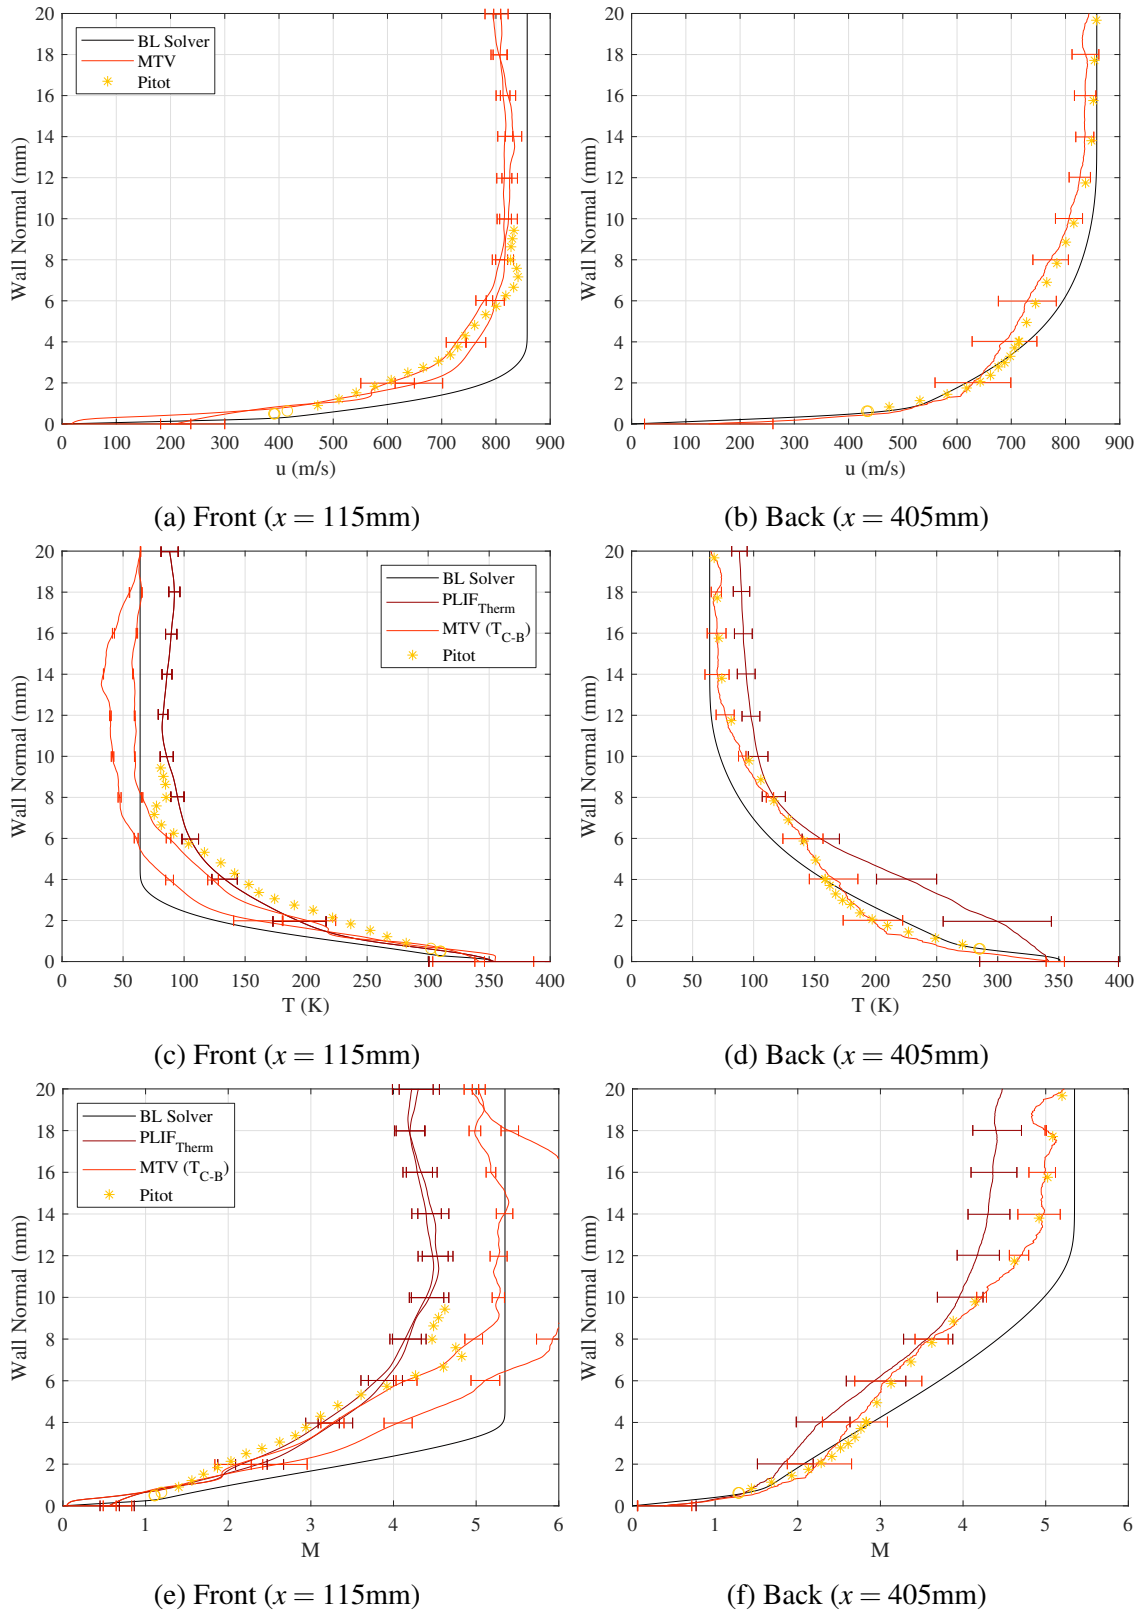 20
18
16
14
12
10
8
6
4
2
0
Wall Normal (mm)
BL Solver
MTV
Pitot
0 100 200 300 400 500 600 700 800 900
u (m/s)
(a) Front (x = 115mm)
20
18
16
14
12
10
8
6
4
2
0
Wall Normal (mm)
0 100 200 300 400 500 600 700 800 900
u (m/s)
(b) Back (x = 405mm)
20
18
16
14
12
10
8
6
4
2
0
Wall Normal (mm)
BL Solver
PLIF_Therm
MTV (T_C-B)
Pitot
0 50 100 150 200 250 300 350 400
T (K)
(c) Front (x = 115mm)
20
18
16
14
12
10
8
6
4
2
0
Wall Normal (mm)
0 50 100 150 200 250 300 350 400
T (K)
(d) Back (x = 405mm)
20
18
16
14
12
10
8
6
4
2
0
Wall Normal (mm)
BL Solver
PLIF_Therm
MTV (T_C-B)
Pitot
0 1 2 3 4 5 6
M
(e) Front (x = 115mm)
20
18
16
14
12
10
8
6
4
2
0
Wall Normal (mm)
0 1 2 3 4 5 6
M
(f) Back (x = 405mm)